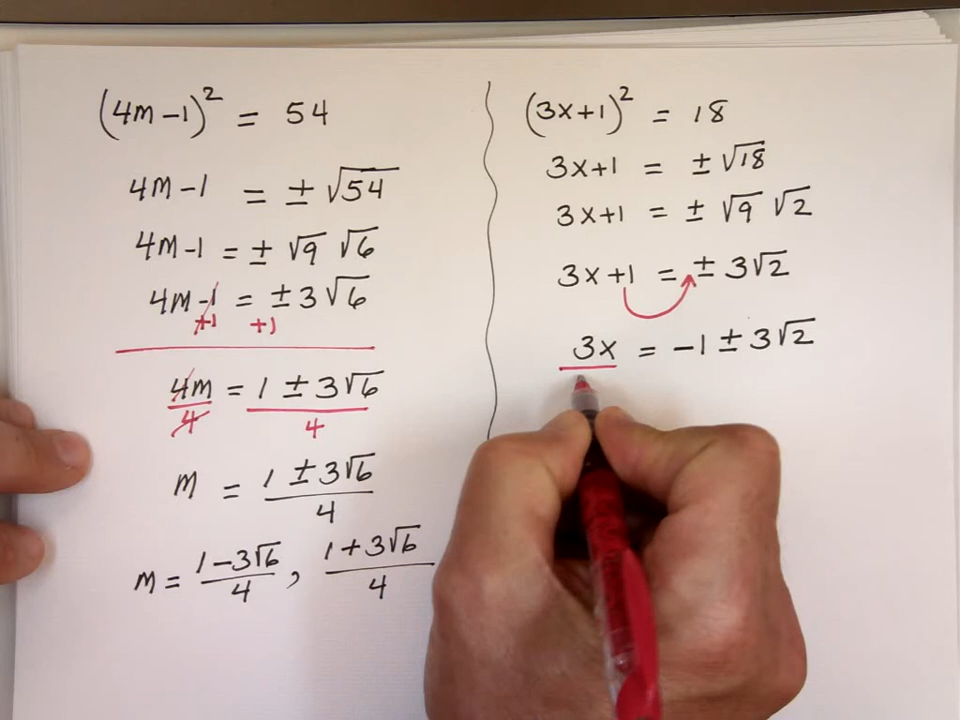 (4m-1)² = 54
4m-1 = ±√54
4m-1 = ±√9 √6
4m-1 = ±3√6
+1 +1
4m = 1 ± 3√6
4 4
m = 1 ± 3√6
4
m = 1-3√6 , 1+3√6
4 4
(3x+1)² = 18
3x+1 = ±√18
3x+1 = ±√9 √2
3x+1 = ±3√2
3x = -1 ± 3√2